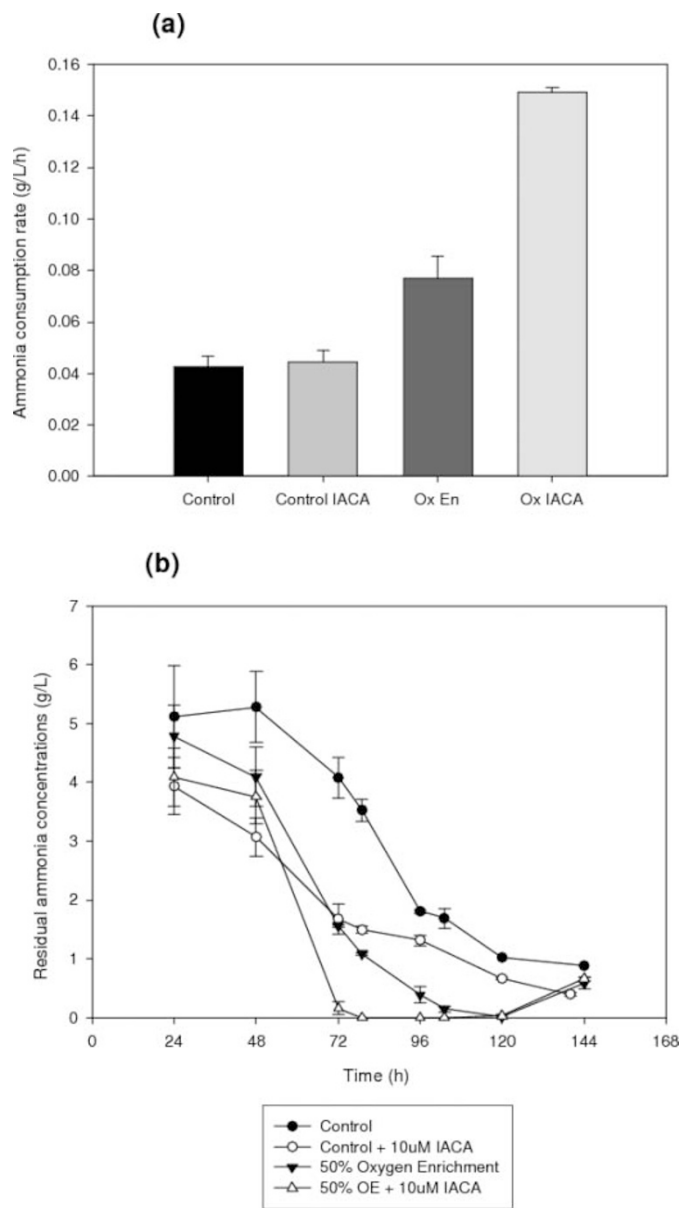 (a)
Ammonia consumption rate (g/L/h)
0.16
0.14
0.12
0.10
0.08
0.06
0.04
0.02
0.00
Control
Control IACA
Ox En
Ox IACA
(b)
Residual ammonia concentrations (g/L)
7
6
5
4
3
2
1
0
0 24 48 72 96 120 144 168
Time (h)
Control
Control + 10uM IACA
50% Oxygen Enrichment
50% OE + 10uM IACA